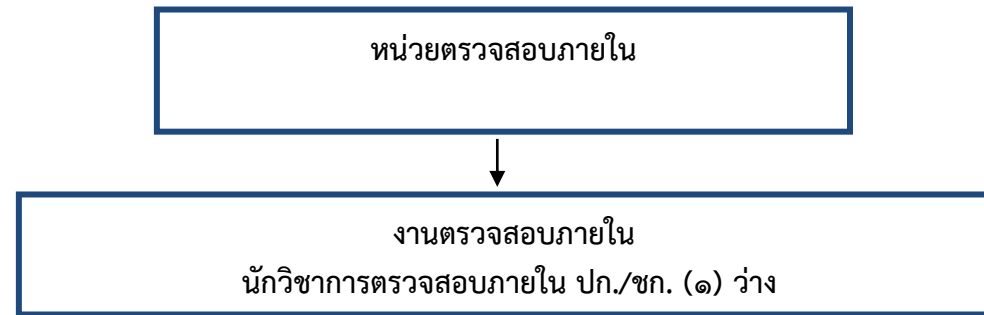 หน่วยตรวจสอบภายใน
งานตรวจสอบภายใน
นักวิชาการตรวจสอบภายใน ปก./ชก. (๑) ว่าง